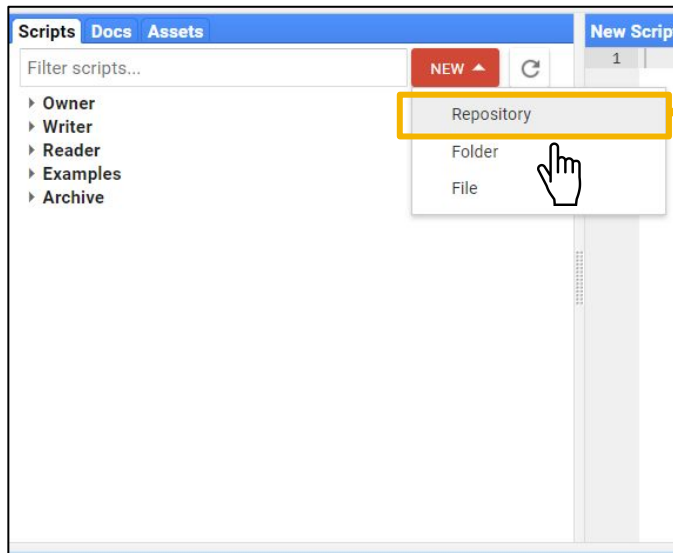 Scripts Docs Assets
New Scrip
Filter scripts...
NEW
1
Owner
Writer
Reader
Examples
Archive
Repository
Folder
File